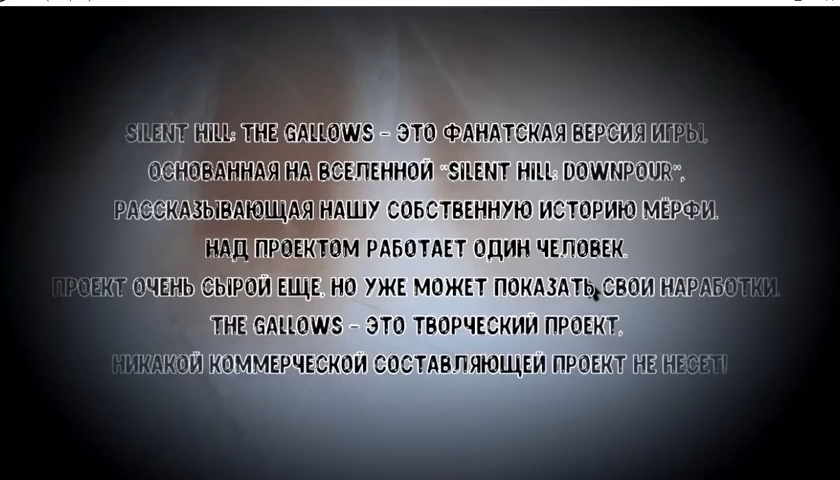 SILENT HILL: THE GALLOWS - ЭТО ФАНАТСКАЯ ВЕРСИЯ ИГРЫ,
ОСНОВАННАЯ НА ВСЕЛЕННОЙ "SILENT HILL: DOWNPOUR",
РАССКАЗЫВАЮЩАЯ НАШУ СОБСТВЕННУЮ ИСТОРИЮ МЁРФИ.
НАД ПРОЕКТОМ РАБОТАЕТ ОДИН ЧЕЛОВЕК.
ПРОЕКТ ОЧЕНЬ СЫРОЙ ЕЩЕ, НО УЖЕ МОЖЕТ ПОКАЗАТЬ СВОИ НАРАБОТКИ.
THE GALLOWS - ЭТО ТВОРЧЕСКИЙ ПРОЕКТ,
НИКАКОЙ КОММЕРЧЕСКОЙ СОСТАВЛЯЮЩЕЙ ПРОЕКТ НЕ НЕСЕТ!